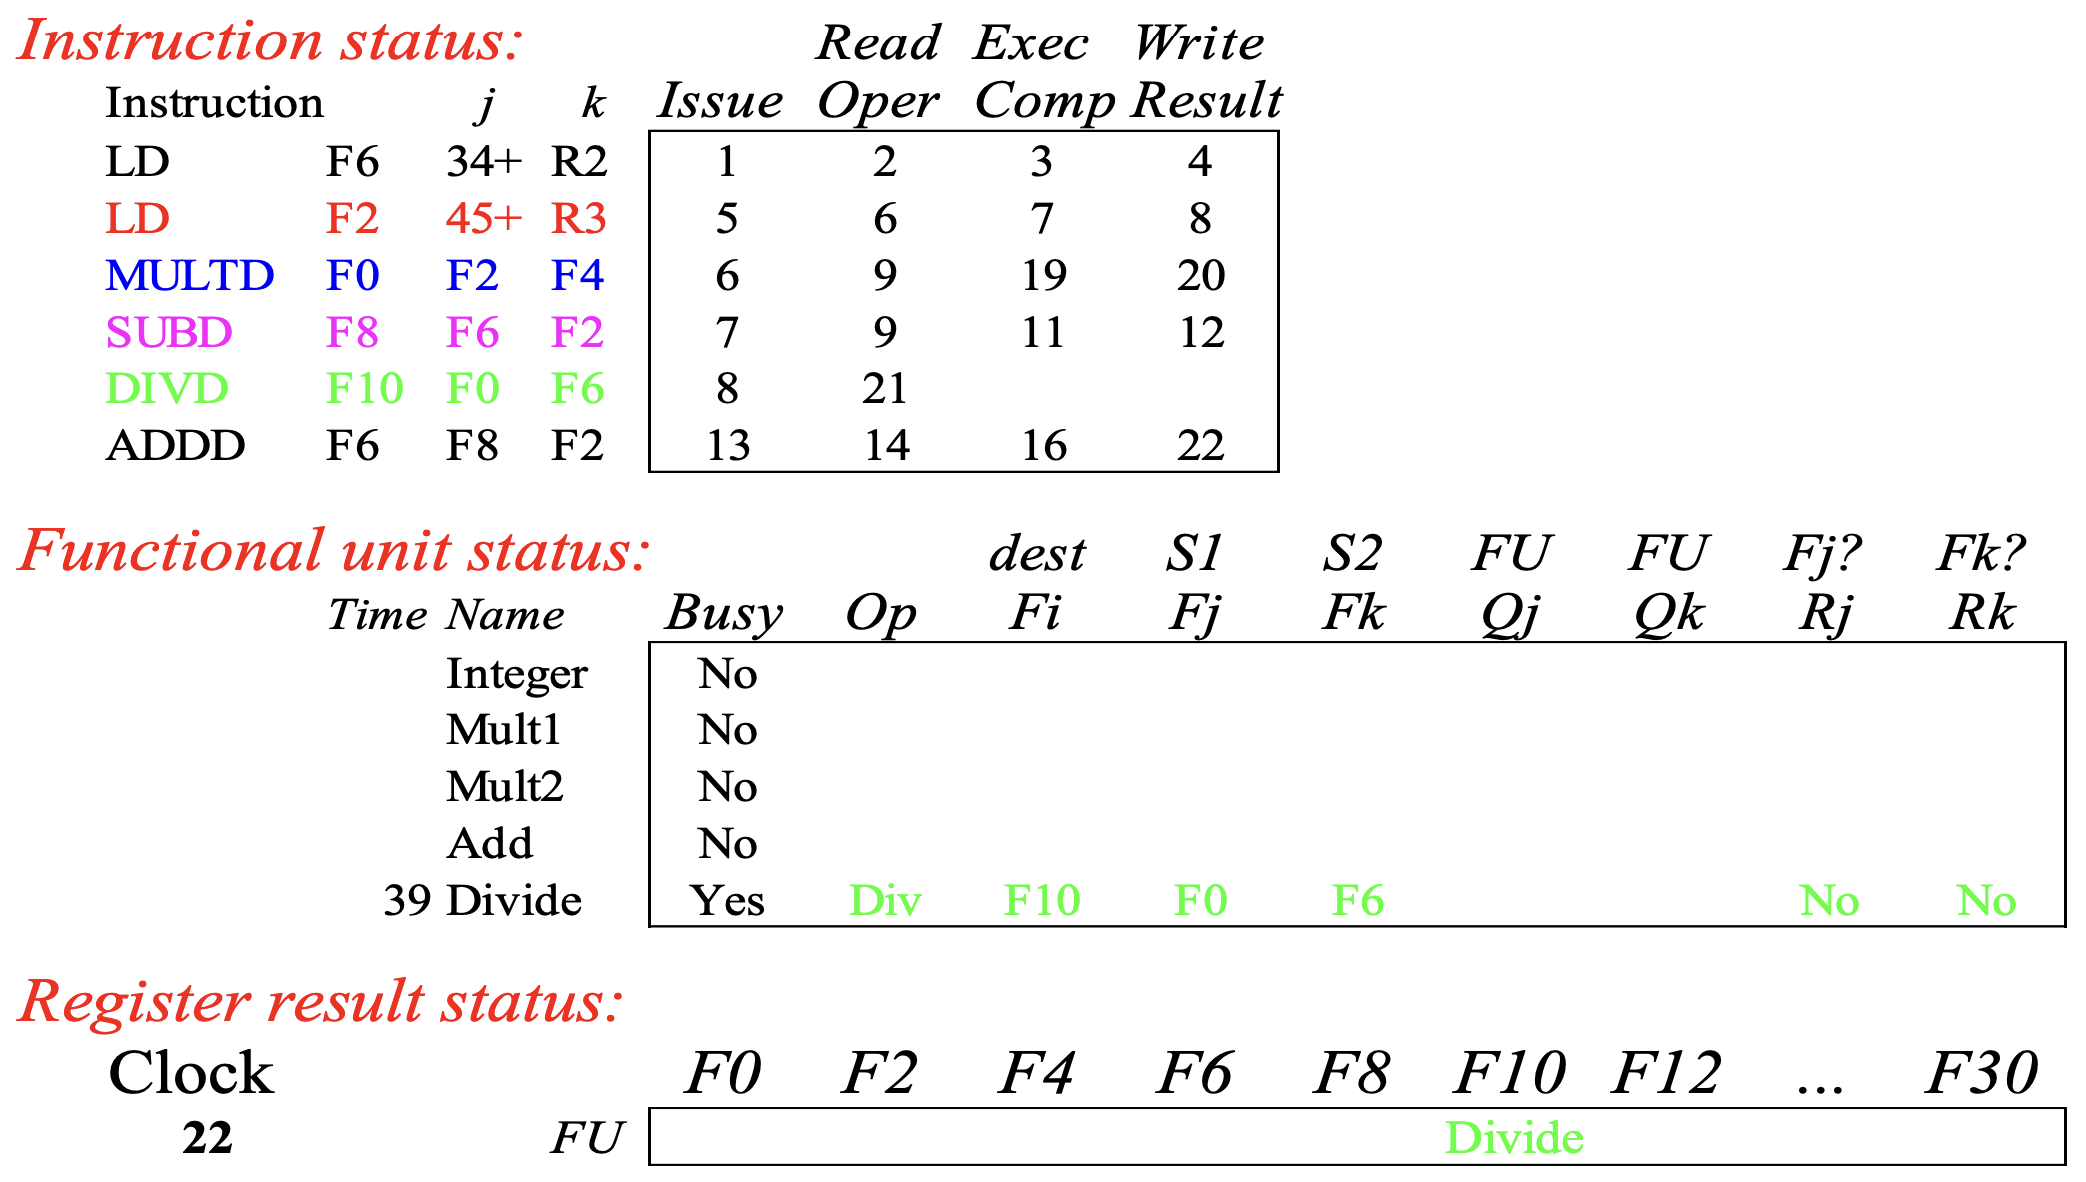 Instruction status: Read Exec Write
Instruction j k Issue Oper Comp Result
LD F6 34+ R2 1 2 3 4
LD F2 45+ R3 5 6 7 8
MULTD F0 F2 F4 6 9 19 20
SUBD F8 F6 F2 7 9 11 12
DIVD F10 F0 F6 8 21
ADDD F6 F8 F2 13 14 16 22
Functional unit status: dest S1 S2 FU FU Fj? Fk?
Time Name Busy Op Fi Fj Fk Qj Qk Rj Rk
Integer No
Mult1 No
Mult2 No
Add No
39 Divide Yes Div F10 F0 F6 No No
Register result status:
Clock F0 F2 F4 F6 F8 F10 F12 ... F30
22 FU Divide